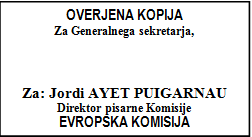 OVERJENA KOPIJA
Za Generalnega sekretarja,
Za: Jordi AYET PUIGARNAU
Direktor pisarne Komisije
EVROPSKA KOMISIJA